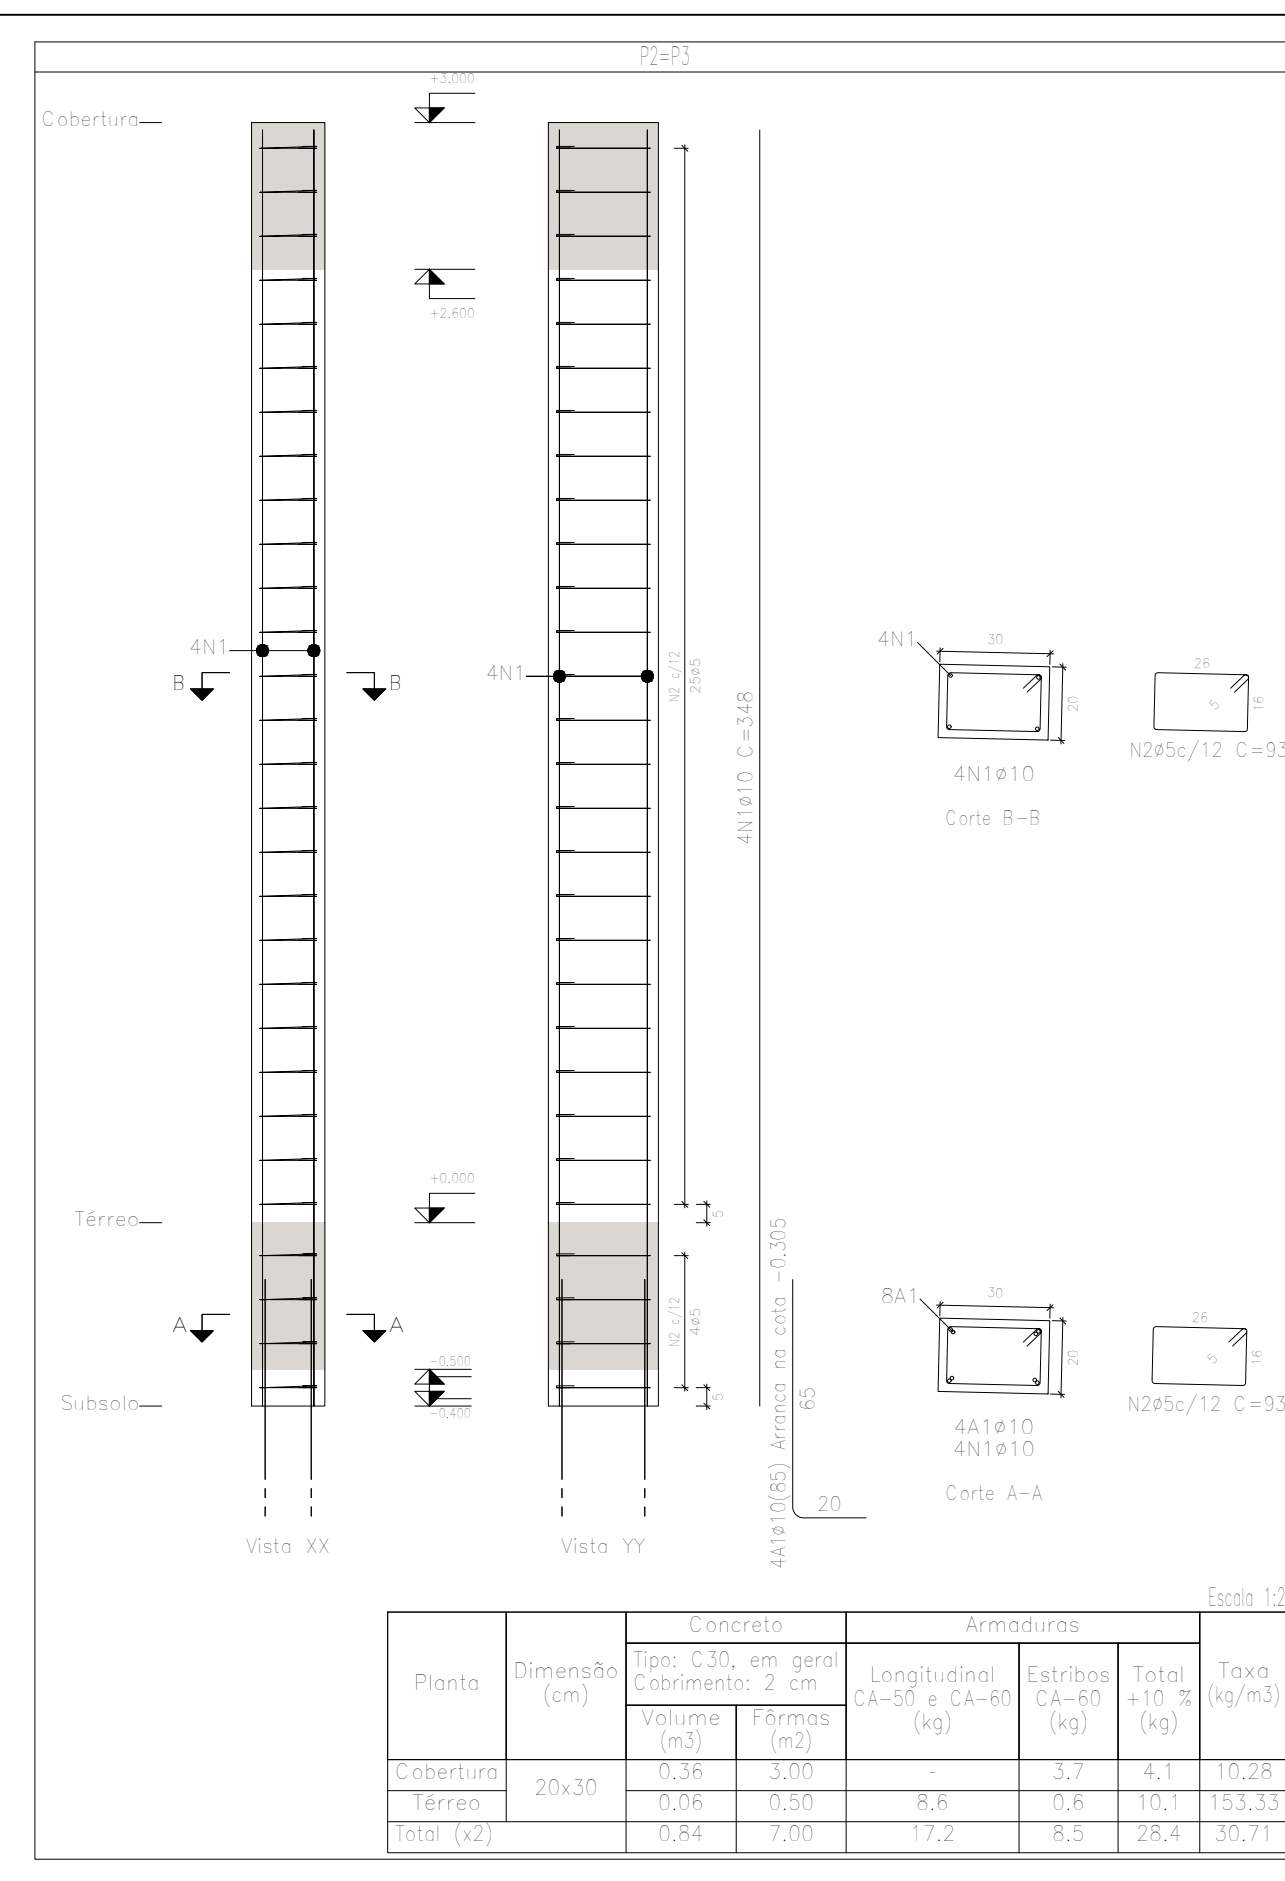 P2=P3
+3.000
Cobertura
+2.600
4N1
B
B
4N1
N2 c/12
25ø5
4N1ø10 C=348
4N1
30
20
4N1ø10
Corte B-B
26
5
16
N2ø5c/12 C=93
+0.000
Térreo
5
A
A
N2 c/12
4ø5
-0.500
Subsolo
-0.400
5
4A1ø10(85) Arranca na cota -0.305
65
20
8A1
30
20
4A1ø10
4N1ø10
Corte A-A
26
5
16
N2ø5c/12 C=93
Vista XX
Vista YY
Escala 1:2
Planta
Dimensão
(cm)
Concreto
Tipo: C30, em geral
Cobrimento: 2 cm
Volume
(m3)
Fôrmas
(m2)
Armaduras
Longitudinal
CA-50 e CA-60
(kg)
Estribos
CA-60
(kg)
Total
+10 %
(kg)
Taxa
(kg/m3)
Cobertura 20x30 0.36 3.00 - 3.7 4.1 10.28
Térreo 0.06 0.50 8.6 0.6 10.1 153.33
Total (x2) 0.84 7.00 17.2 8.5 28.4 30.71